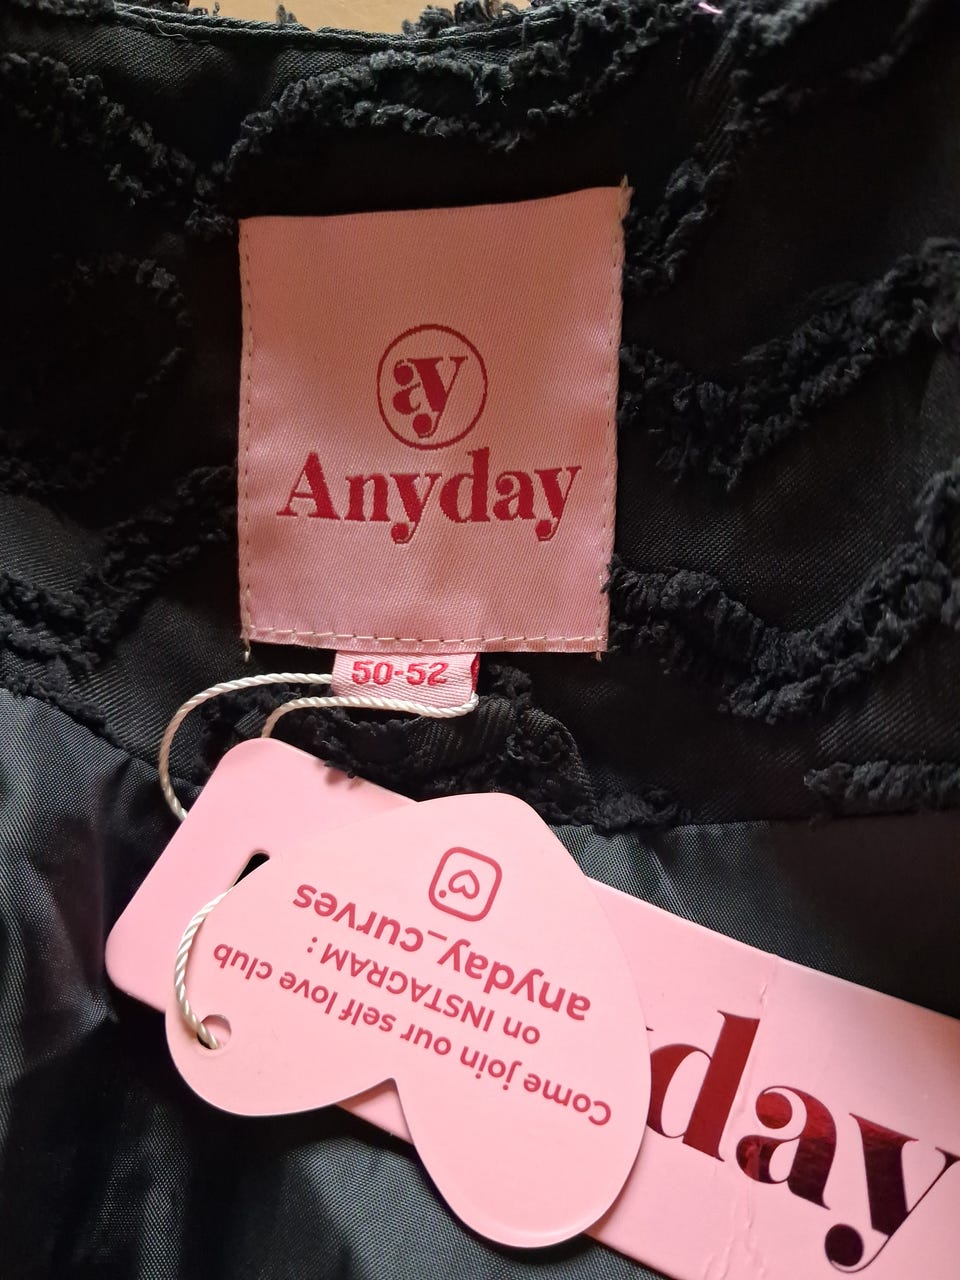 ay
Anyday
50-52
Come join our self love club
on INSTAGRAM :
anyday_curves
day